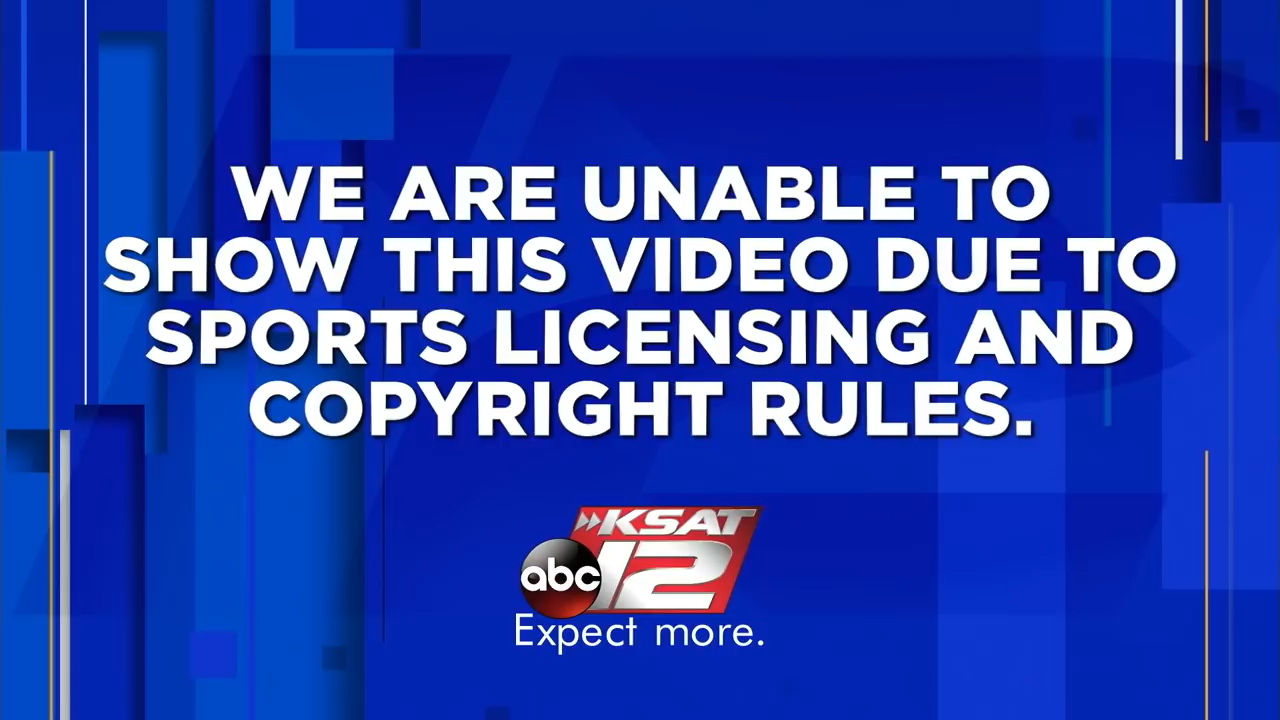 WE ARE UNABLE TO
SHOW THIS VIDEO DUE TO
SPORTS LICENSING AND
COPYRIGHT RULES.
KSAT
abc 12
Expect more.